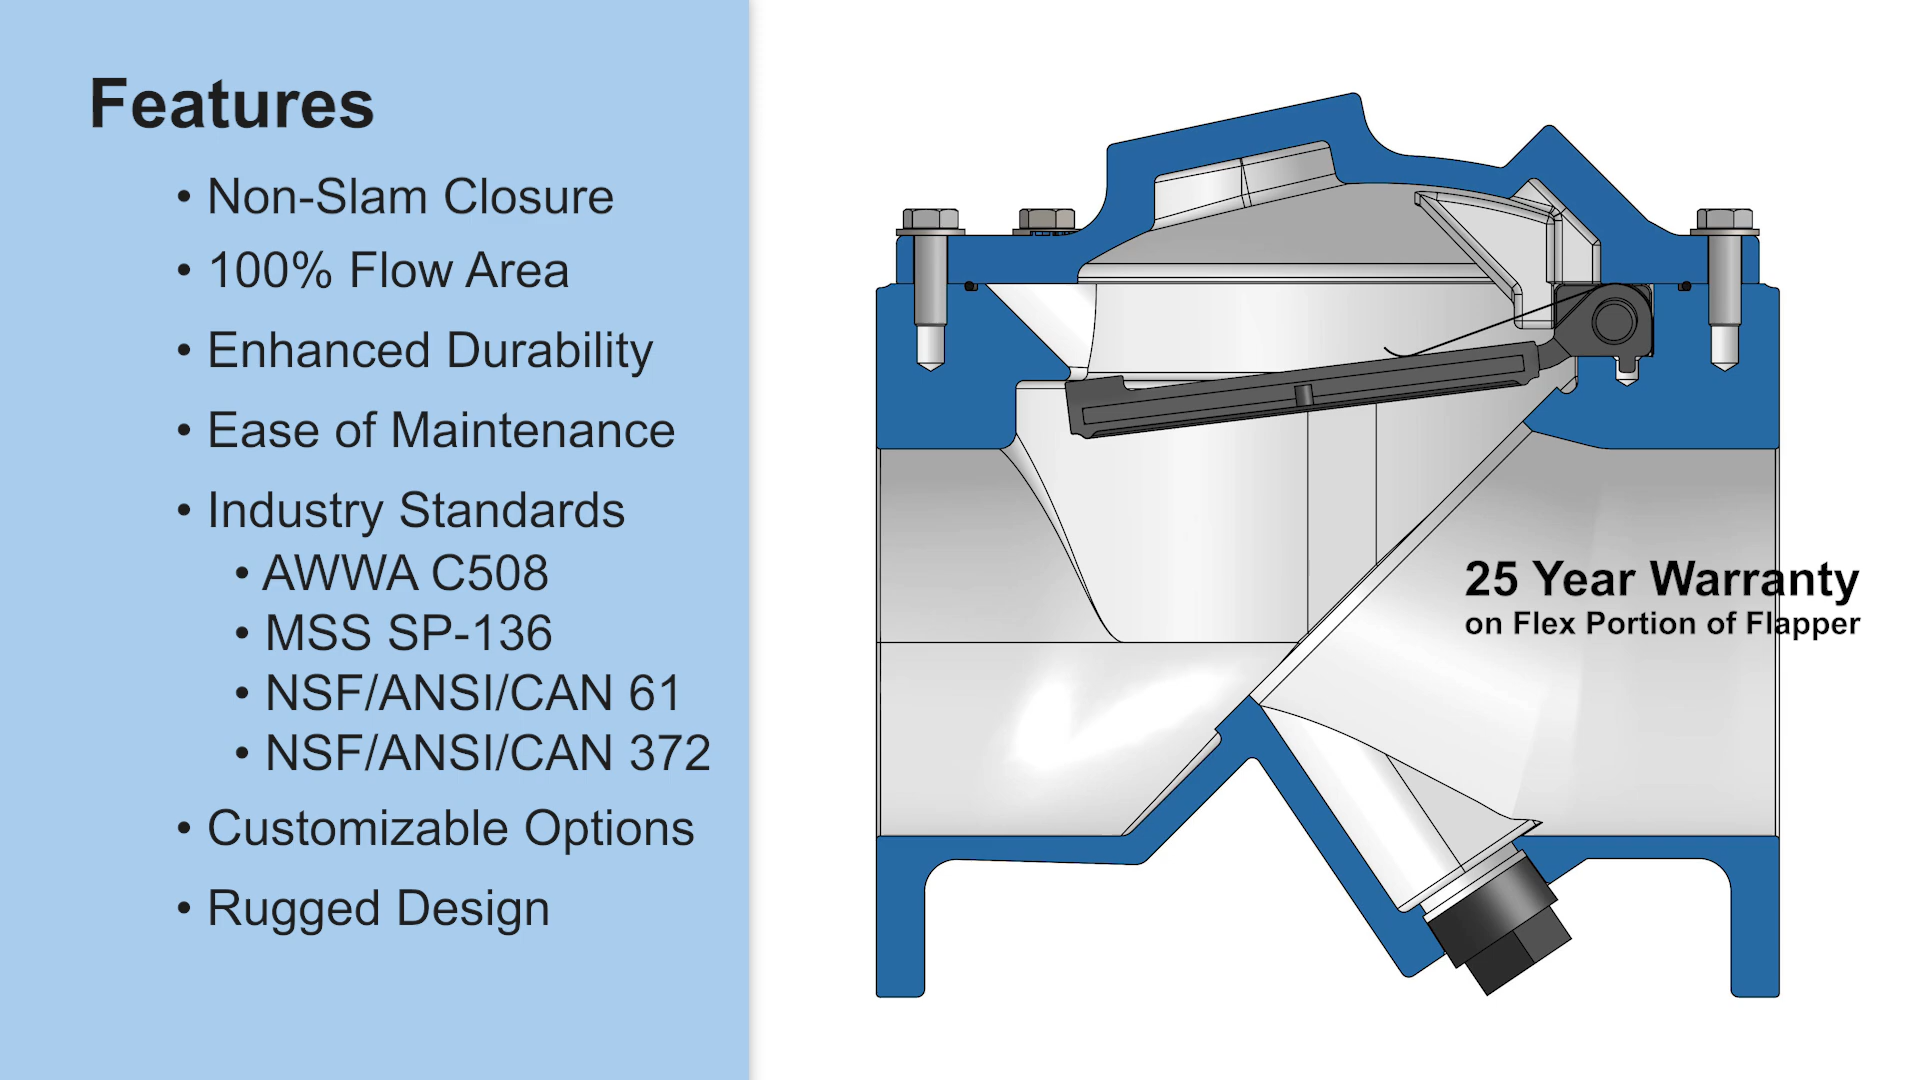 Features
• Non-Slam Closure
• 100% Flow Area
• Enhanced Durability
• Ease of Maintenance
• Industry Standards
• AWWA C508
• MSS SP-136
• NSF/ANSI/CAN 61
• NSF/ANSI/CAN 372
• Customizable Options
• Rugged Design
25 Year Warranty
on Flex Portion of Flapper